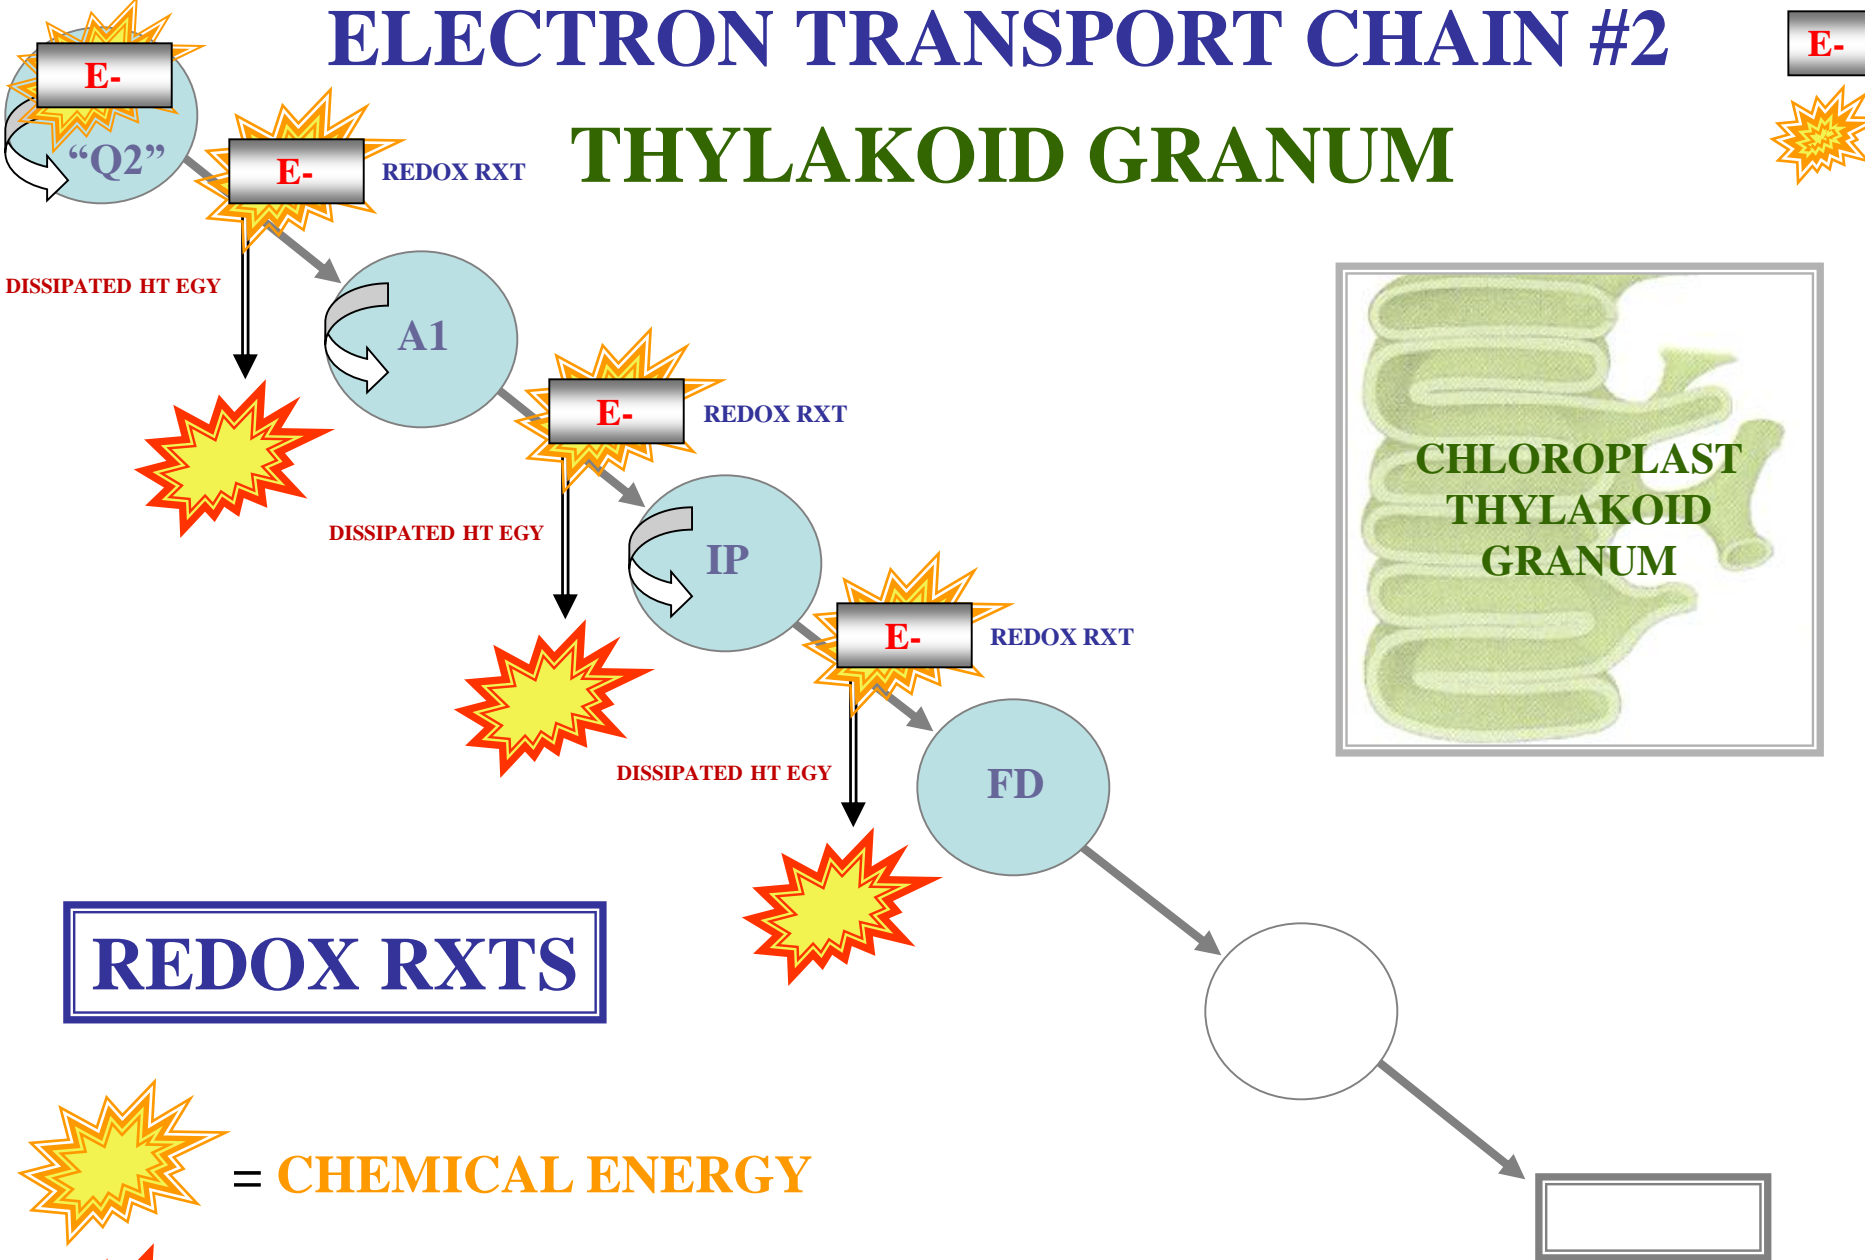 ELECTRON TRANSPORT CHAIN #2
E-
E-
THYLAKOID GRANUM
“Q2”
E-
REDOX RXT
DISSIPATED HT EGY
A1
E-
REDOX RXT
DISSIPATED HT EGY
IP
CHLOROPLAST
THYLAKOID
GRANUM
E-
REDOX RXT
DISSIPATED HT EGY
FD
REDOX RXTS
= CHEMICAL ENERGY